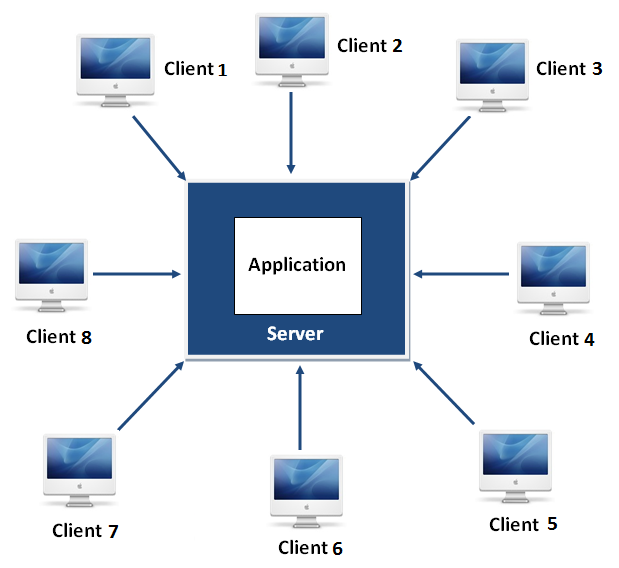 Client 1
Client 2
Client 3
Application
Server
Client 8
Client 4
Client 7
Client 6
Client 5